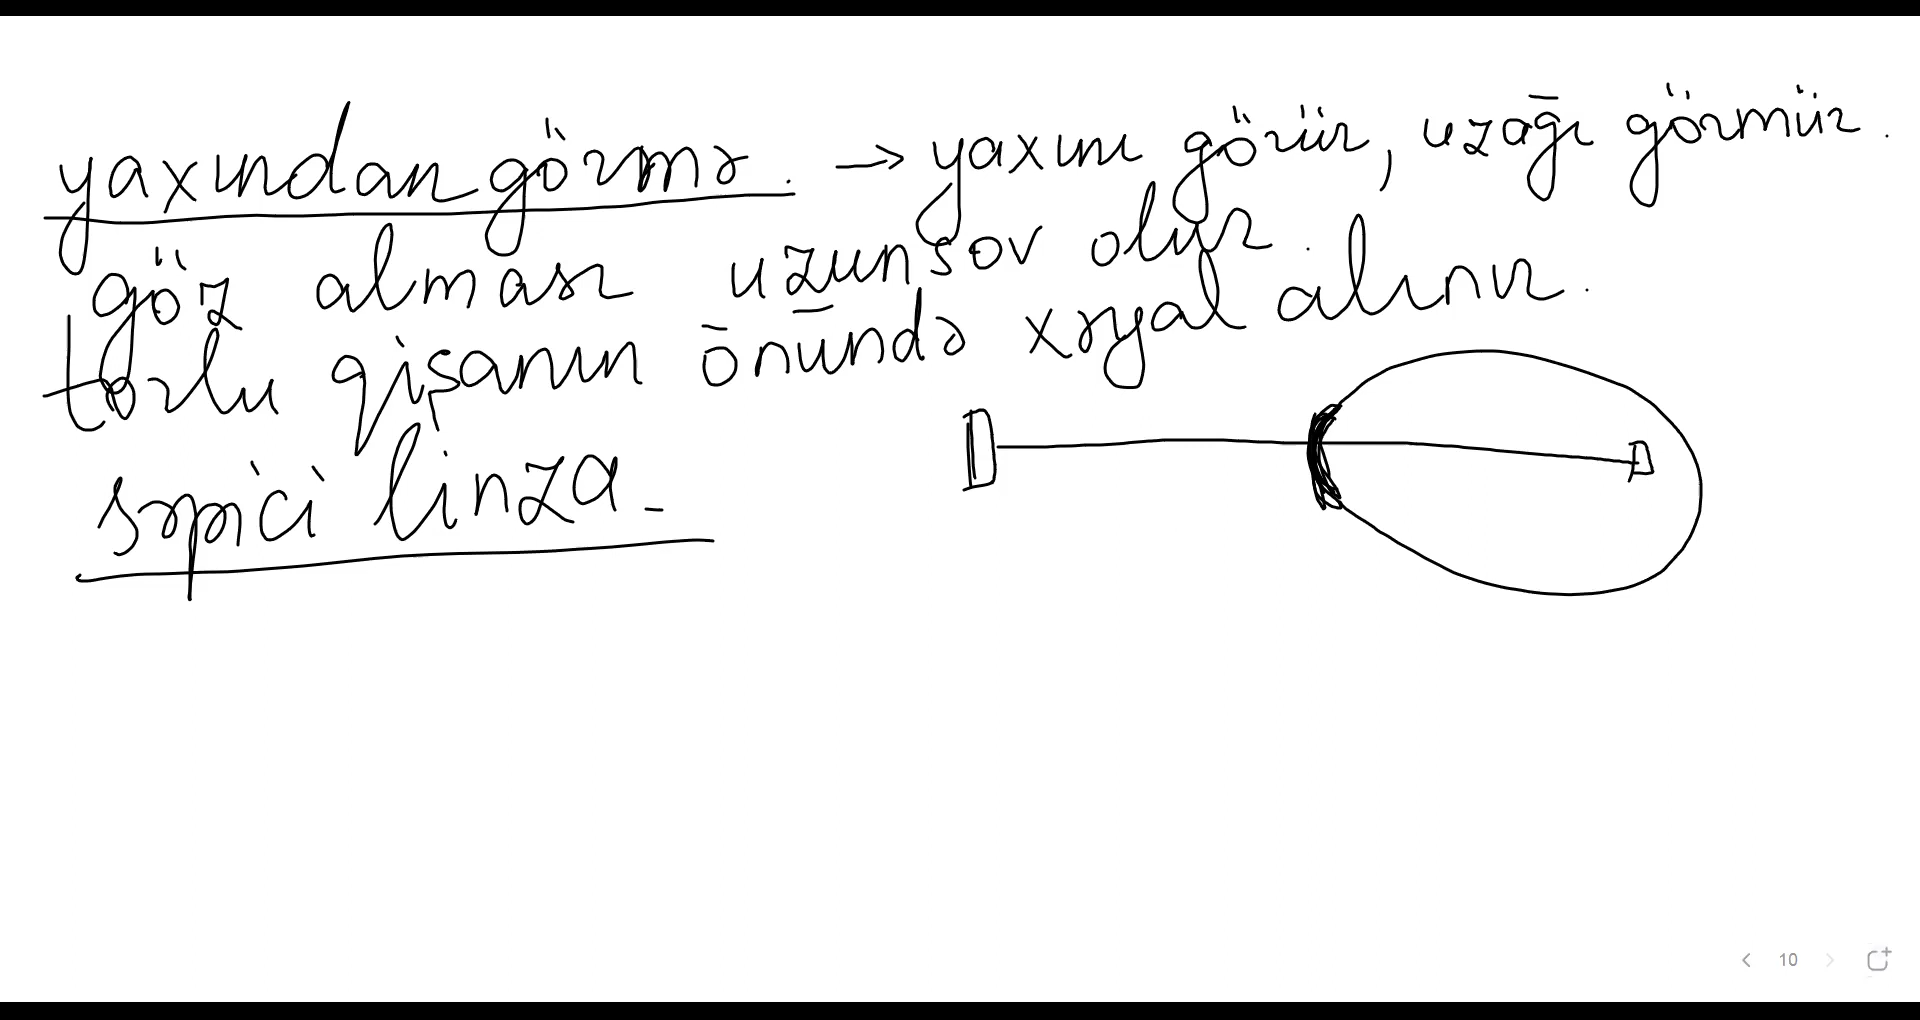 yaxından görmə. → yaxını görür, uzağı görmür.
göz alması uzunsov olur.
torlu qişanın önündə xəyal alınır.
səpici linza.
10